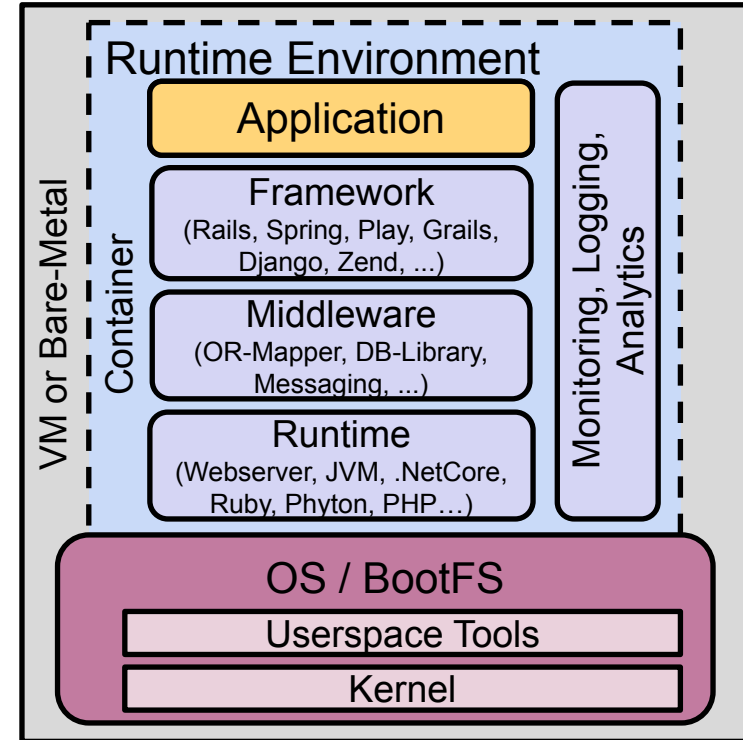 Runtime Environment
Application
Framework
(Rails, Spring, Play, Grails,
Django, Zend, ...)
Middleware
(OR-Mapper, DB-Library,
Messaging, ...)
Runtime
(Webserver, JVM, .NetCore,
Ruby, Phyton, PHP…)
Monitoring, Logging,
Analytics
Container
VM or Bare-Metal
OS / BootFS
Userspace Tools
Kernel